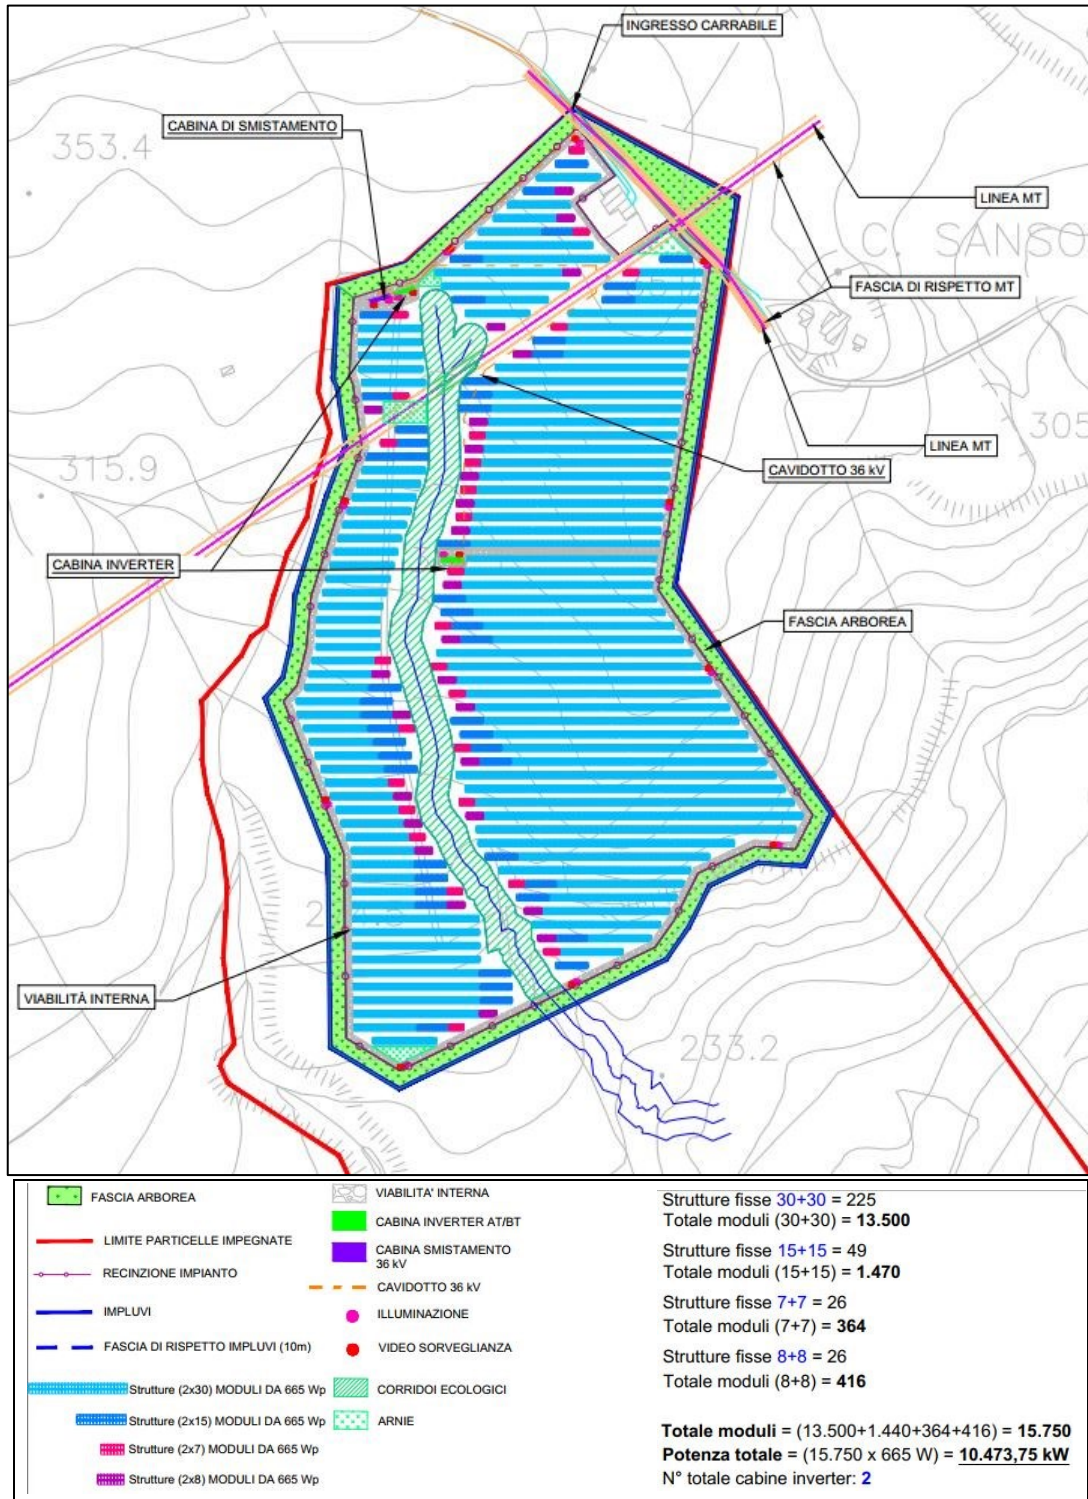 INGRESSO CARRABILE
CABINA DI SMISTAMENTO
353.4
LINEA MT
C. SANSO
FASCIA DI RISPETTO MT
305
LINEA MT
315.9
CAVIDOTTO 36 kV
CABINA INVERTER
FASCIA ARBOREA
VIABILITÀ INTERNA
233.2
FASCIA ARBOREA
LIMITE PARTICELLE IMPEGNATE
RECINZIONE IMPIANTO
IMPLUVI
FASCIA DI RISPETTO IMPLUVI (10m)
Strutture (2x30) MODULI DA 665 Wp
Strutture (2x15) MODULI DA 665 Wp
Strutture (2x7) MODULI DA 665 Wp
Strutture (2x8) MODULI DA 665 Wp
VIABILITA' INTERNA
CABINA INVERTER AT/BT
CABINA SMISTAMENTO
36 kV
CAVIDOTTO 36 kV
ILLUMINAZIONE
VIDEO SORVEGLIANZA
CORRIDOI ECOLOGICI
ARNIE
Strutture fisse 30+30 = 225
Totale moduli (30+30) = 13.500
Strutture fisse 15+15 = 49
Totale moduli (15+15) = 1.470
Strutture fisse 7+7 = 26
Totale moduli (7+7) = 364
Strutture fisse 8+8 = 26
Totale moduli (8+8) = 416
Totale moduli = (13.500+1.440+364+416) = 15.750
Potenza totale = (15.750 x 665 W) = 10.473,75 kW
N° totale cabine inverter: 2